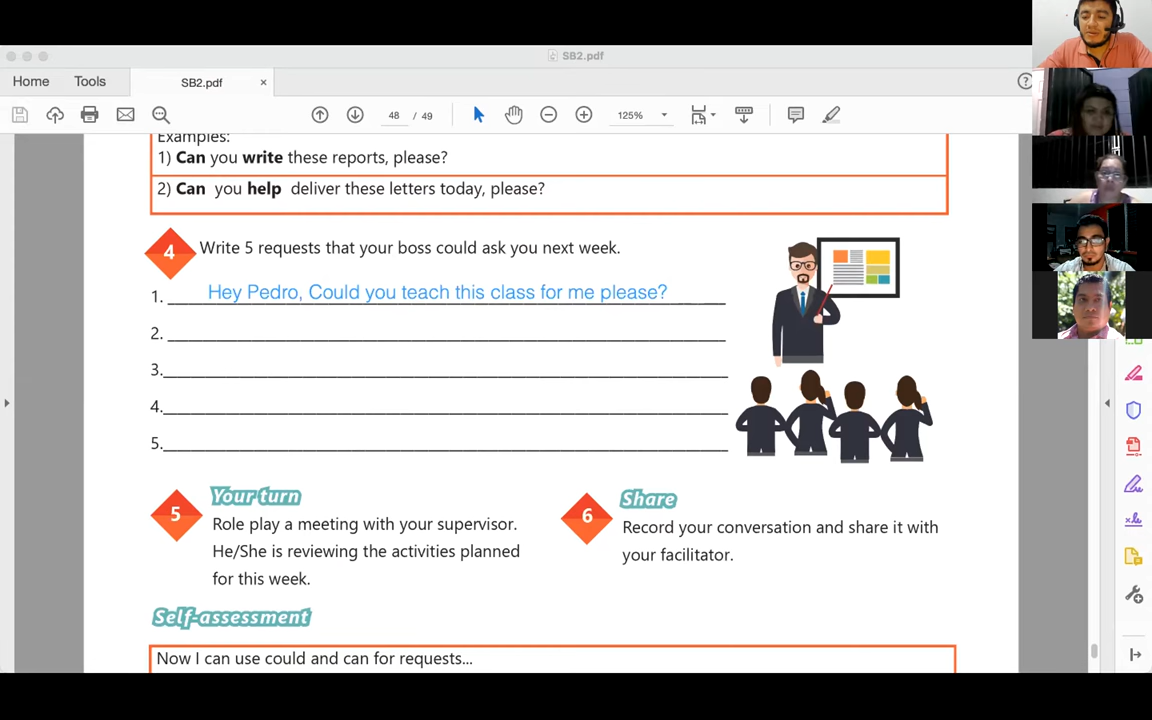 SB2.pdf
Home Tools SB2.pdf ×
48 / 49 125%
Examples:
1) Can you write these reports, please?
2) Can you help deliver these letters today, please?
4 Write 5 requests that your boss could ask you next week.
1. Hey Pedro, Could you teach this class for me please?
2.
3.
4.
5.
5 Your turn
Role play a meeting with your supervisor.
He/She is reviewing the activities planned
for this week.
6 Share
Record your conversation and share it with
your facilitator.
Self-assessment
Now I can use could and can for requests...